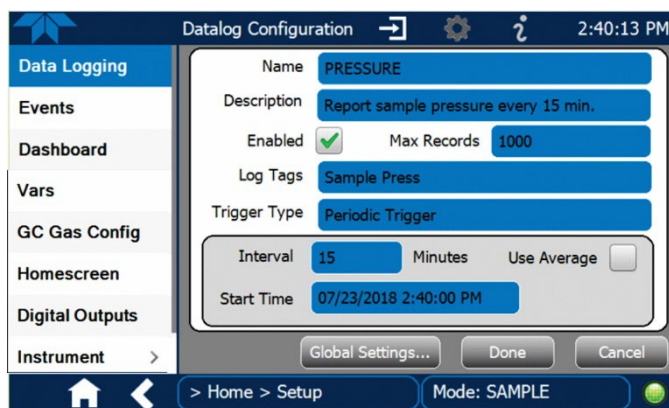 Datalog Configuration 2:40:13 PM
Data Logging
Events
Dashboard
Vars
GC Gas Config
Homescreen
Digital Outputs
Instrument >
Name PRESSURE
Description Report sample pressure every 15 min.
Enabled Max Records 1000
Log Tags Sample Press
Trigger Type Periodic Trigger
Interval 15 Minutes Use Average
Start Time 07/23/2018 2:40:00 PM
Global Settings... Done Cancel
> Home > Setup Mode: SAMPLE